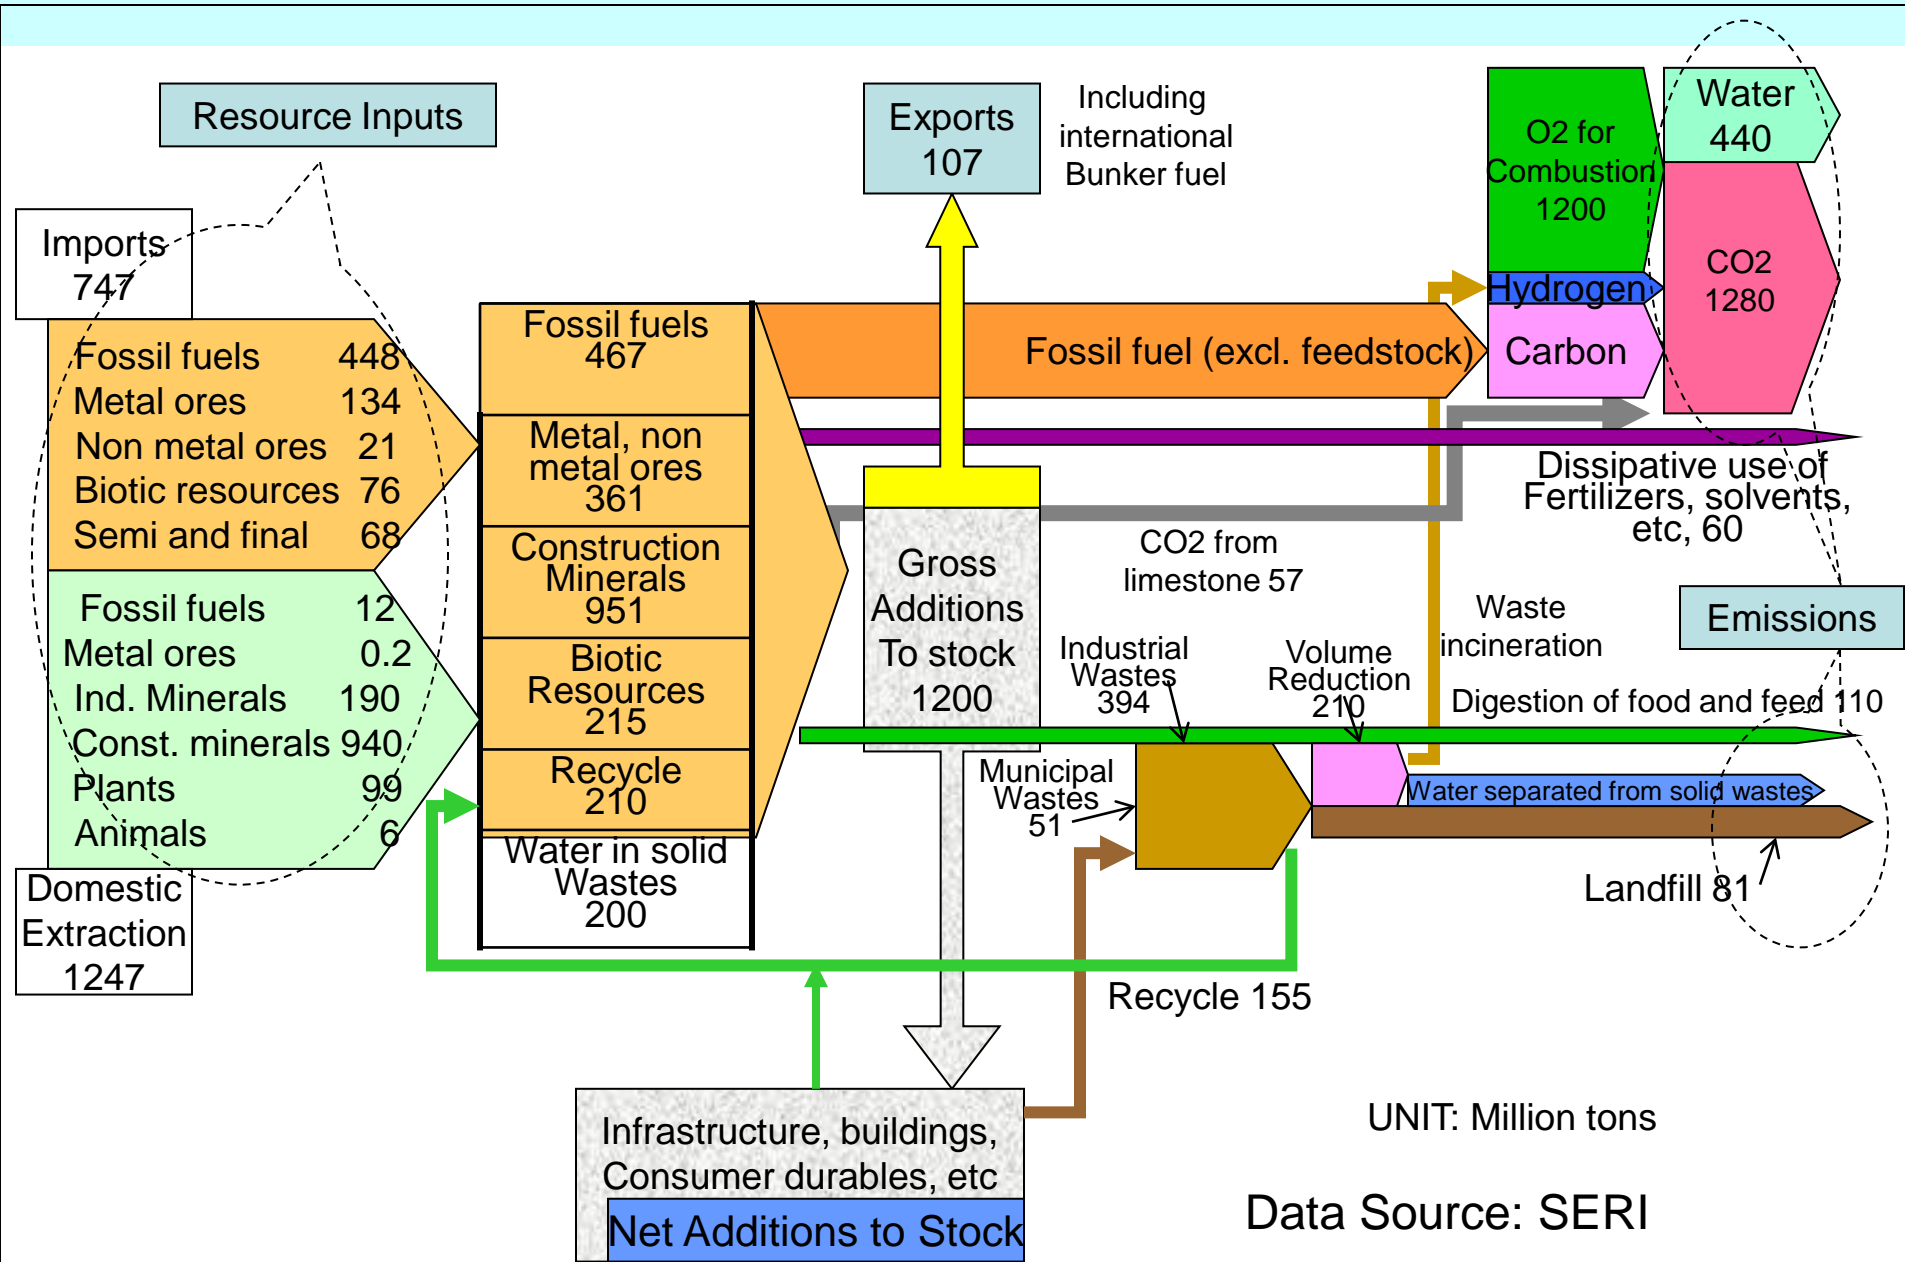 Resource Inputs
Imports
747
Fossil fuels 448
Metal ores 134
Non metal ores 21
Biotic resources 76
Semi and final 68
Fossil fuels 12
Metal ores 0.2
Ind. Minerals 190
Const. minerals 940
Plants 99
Animals 6
Domestic
Extraction
1247
Fossil fuels
467
Metal, non
metal ores
361
Construction
Minerals
951
Biotic
Resources
215
Recycle
210
Water in solid
Wastes
200
Exports
107
Including
international
Bunker fuel
Fossil fuel (excl. feedstock)
O2 for
Combustion
1200
Hydrogen
Carbon
Water
440
CO2
1280
Dissipative use of
Fertilizers, solvents,
etc, 60
Gross
Additions
To stock
1200
CO2 from
limestone 57
Industrial
Wastes
394
Volume
Reduction
210
Waste
incineration
Emissions
Digestion of food and feed 110
Municipal
Wastes
51
Water separated from solid wastes
Landfill 81
Recycle 155
Infrastructure, buildings,
Consumer durables, etc
Net Additions to Stock
UNIT: Million tons
Data Source: SERI